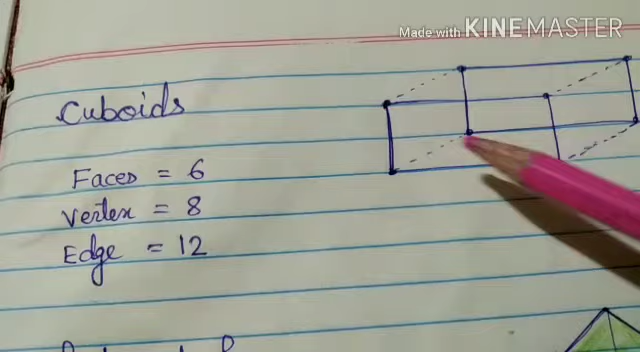 Made with KINEMASTER
Cuboids
Faces = 6
Vertex = 8
Edge = 12